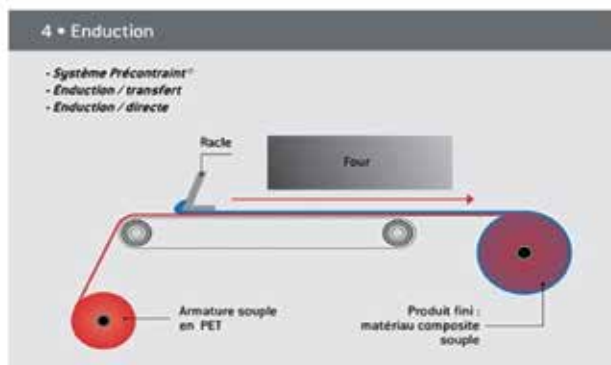 4 • Enduction
- Système Précontraint®
- Enduction / transfert
- Enduction / directe
Racle
Four
Armature souple
en PET
Produit fini :
matériau composite
souple